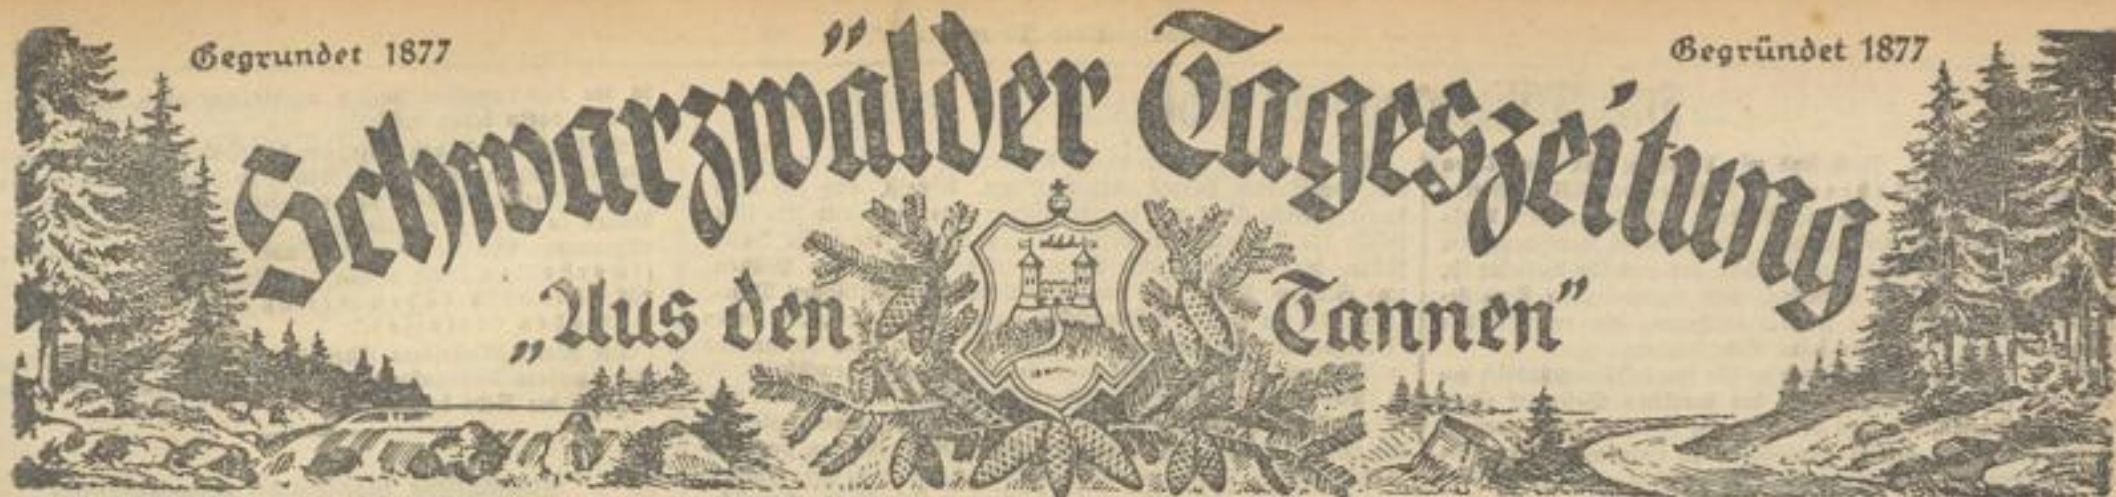 Gegrundet 1877
Gegründet 1877
Schwarzwälder Tageszeitung
„Aus den Tannen“